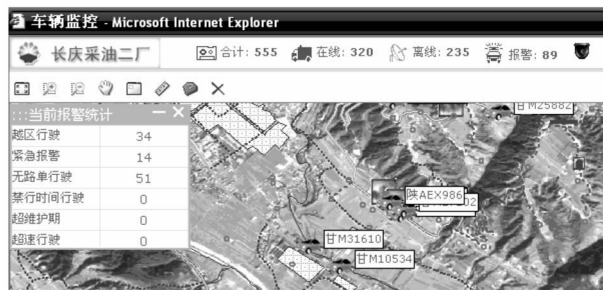 车辆监控 - Microsoft Internet Explorer
长庆采油二厂 合计: 555 在线: 320 离线: 235 报警: 89
:::当前报警统计
越区行驶 34
紧急报警 14
无路单行驶 51
禁行时间行驶 0
超维护期 0
超速行驶 0
甘M25882
陕AEX986
甘M31610
甘M10534